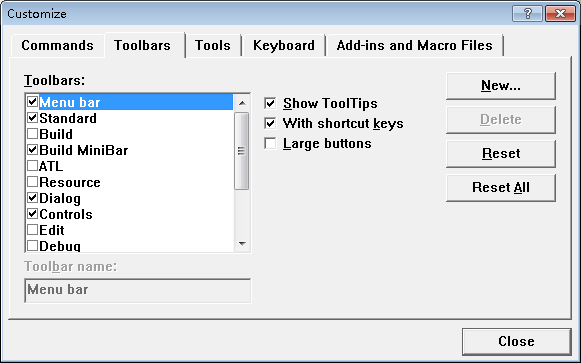 Customize
Commands Toolbars Tools Keyboard Add-ins and Macro Files
Toolbars:
Menu bar
Standard
Build
Build MiniBar
ATL
Resource
Dialog
Controls
Edit
Debug
Toolbar name:
Menu bar
Show ToolTips
With shortcut keys
Large buttons
New...
Delete
Reset
Reset All
Close